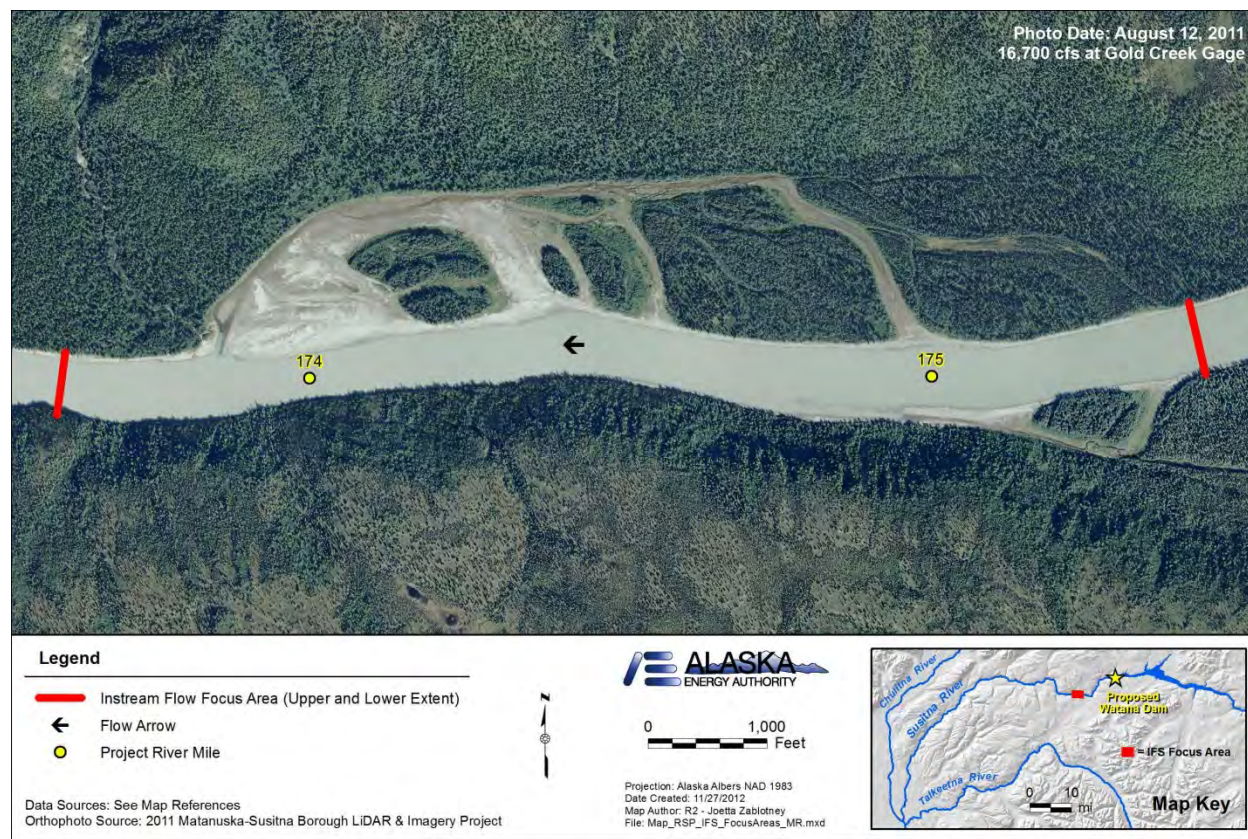 Photo Date: August 12, 2011
16,700 cfs at Gold Creek Gage
174
175
Legend
Instream Flow Focus Area (Upper and Lower Extent)
Flow Arrow
Project River Mile
Data Sources: See Map References
Orthophoto Source: 2011 Matanuska-Susitna Borough LiDAR & Imagery Project
N
ALASKA
ENERGY AUTHORITY
0 1,000
Feet
Projection: Alaska Albers NAD 1983
Date Created: 11/27/2012
Map Author: R2 - Joetta Zablotney
File: Map_RSP_IFS_FocusAreas_MR.mxd
Chulitna River
Susitna River
Talkeetna River
Proposed
Watana Dam
= IFS Focus Area
0 10
mi
Map Key